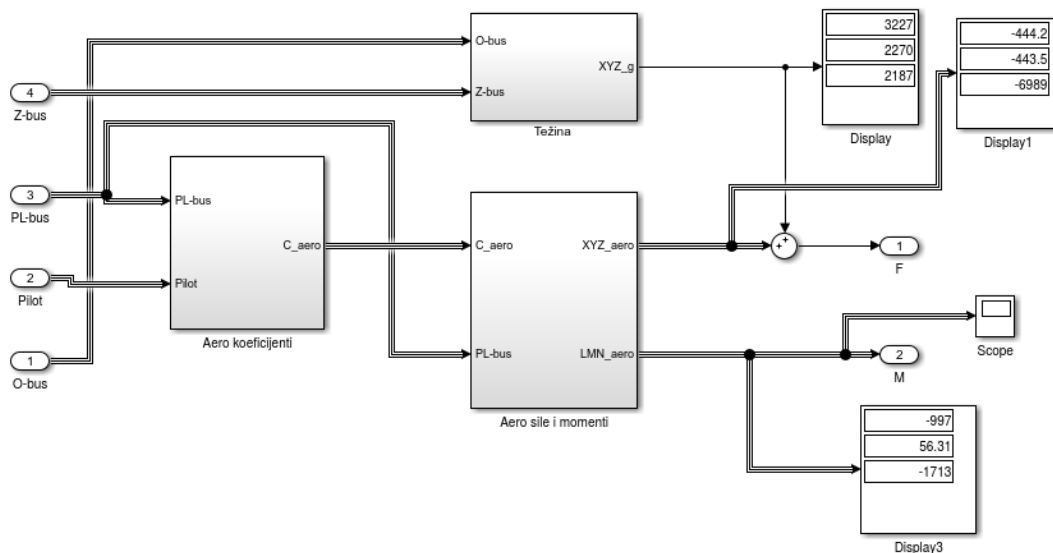 O-bus
Z-bus
XYZ_g
Težina
3227
2270
2187
Display
-444.2
-443.5
-6989
Display1
4
Z-bus
3
PL-bus
2
Pilot
1
O-bus
PL-bus
Pilot
C_aero
Aero koeficijenti
C_aero
PL-bus
XYZ_aero
LMN_aero
Aero sile i momenti
++
1
F
Scope
2
M
-997
56.31
-1713
Display3